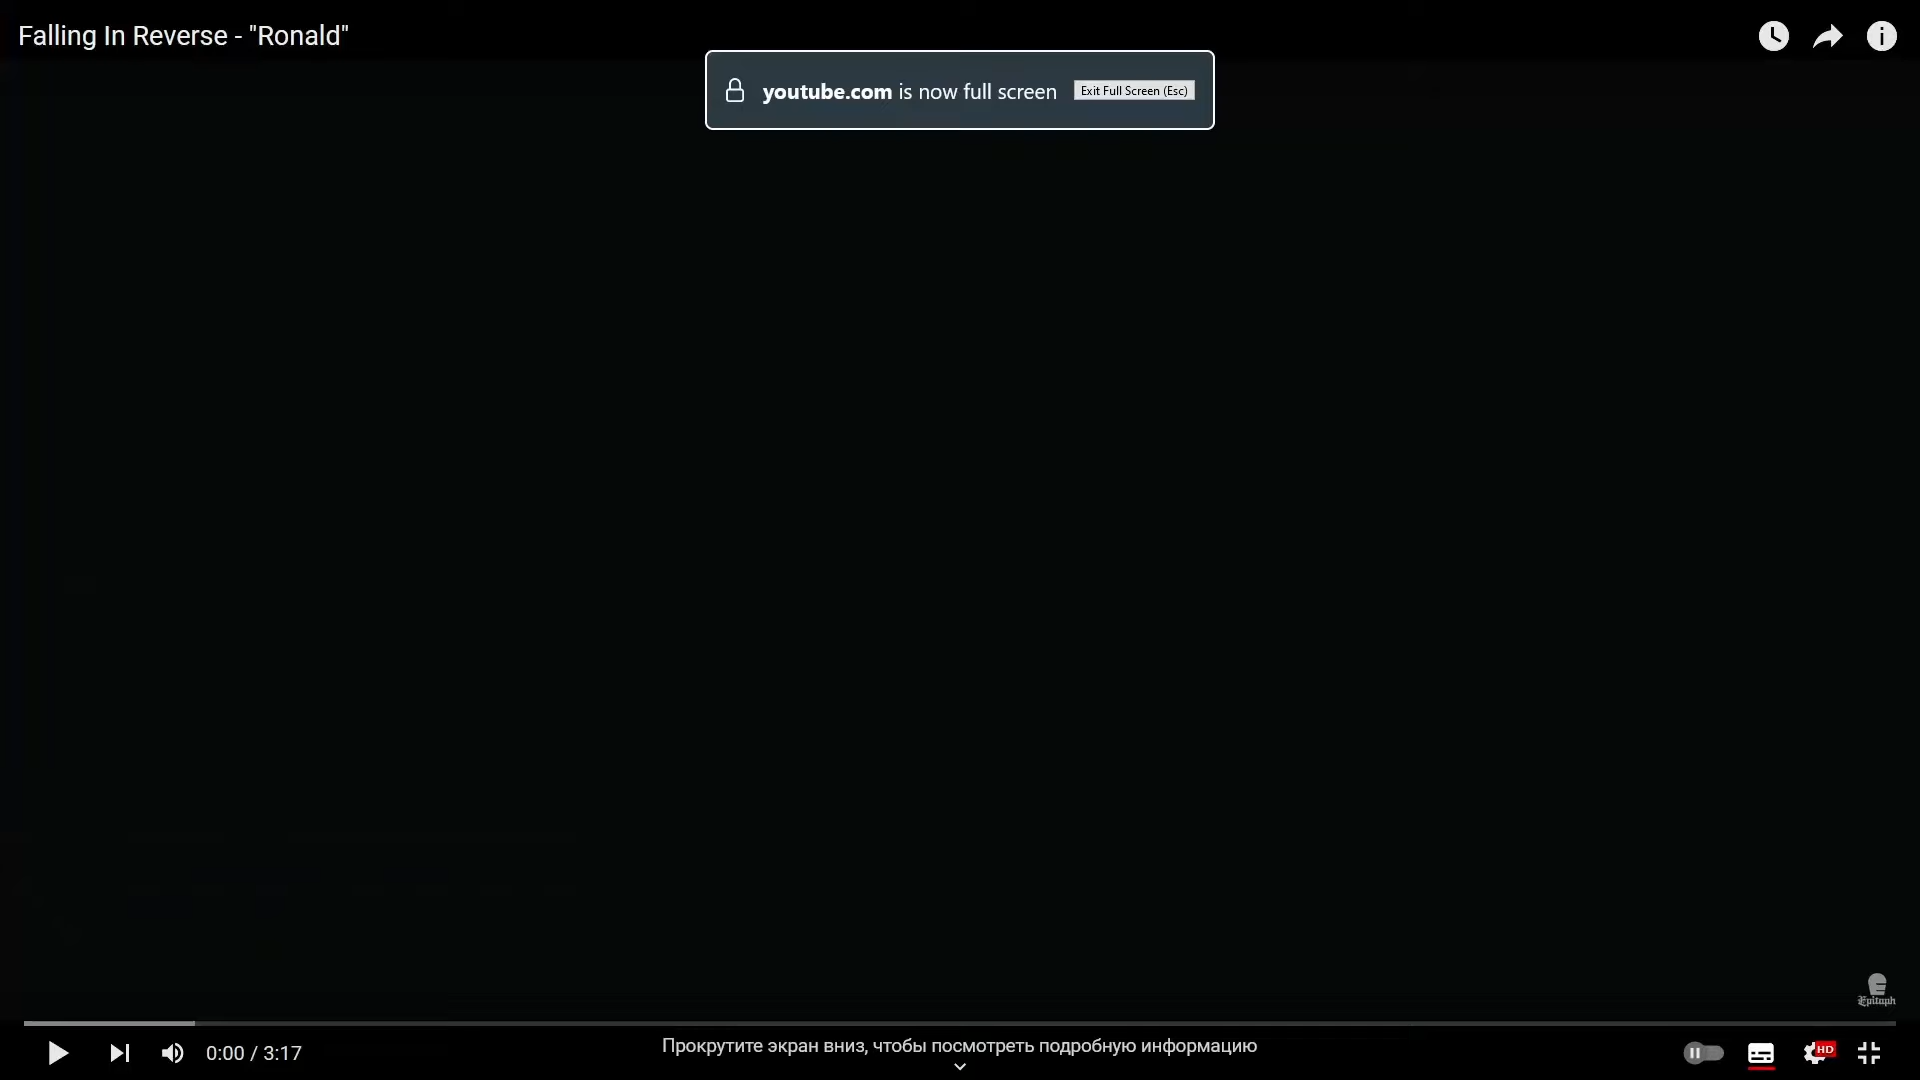 Falling In Reverse - "Ronald"
youtube.com is now full screen
Exit Full Screen (Esc)
Epitaph
0:00 / 3:17
Прокрутите экран вниз, чтобы посмотреть подробную информацию
HD